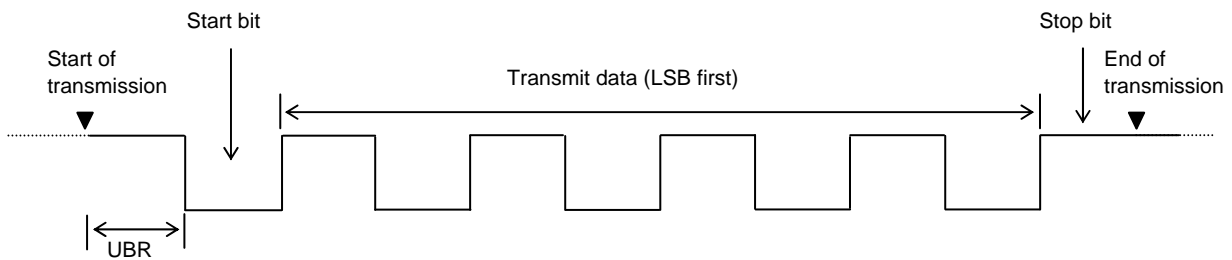 Start bit
Stop bit
Start of
transmission
Transmit data (LSB first)
End of
transmission
UBR